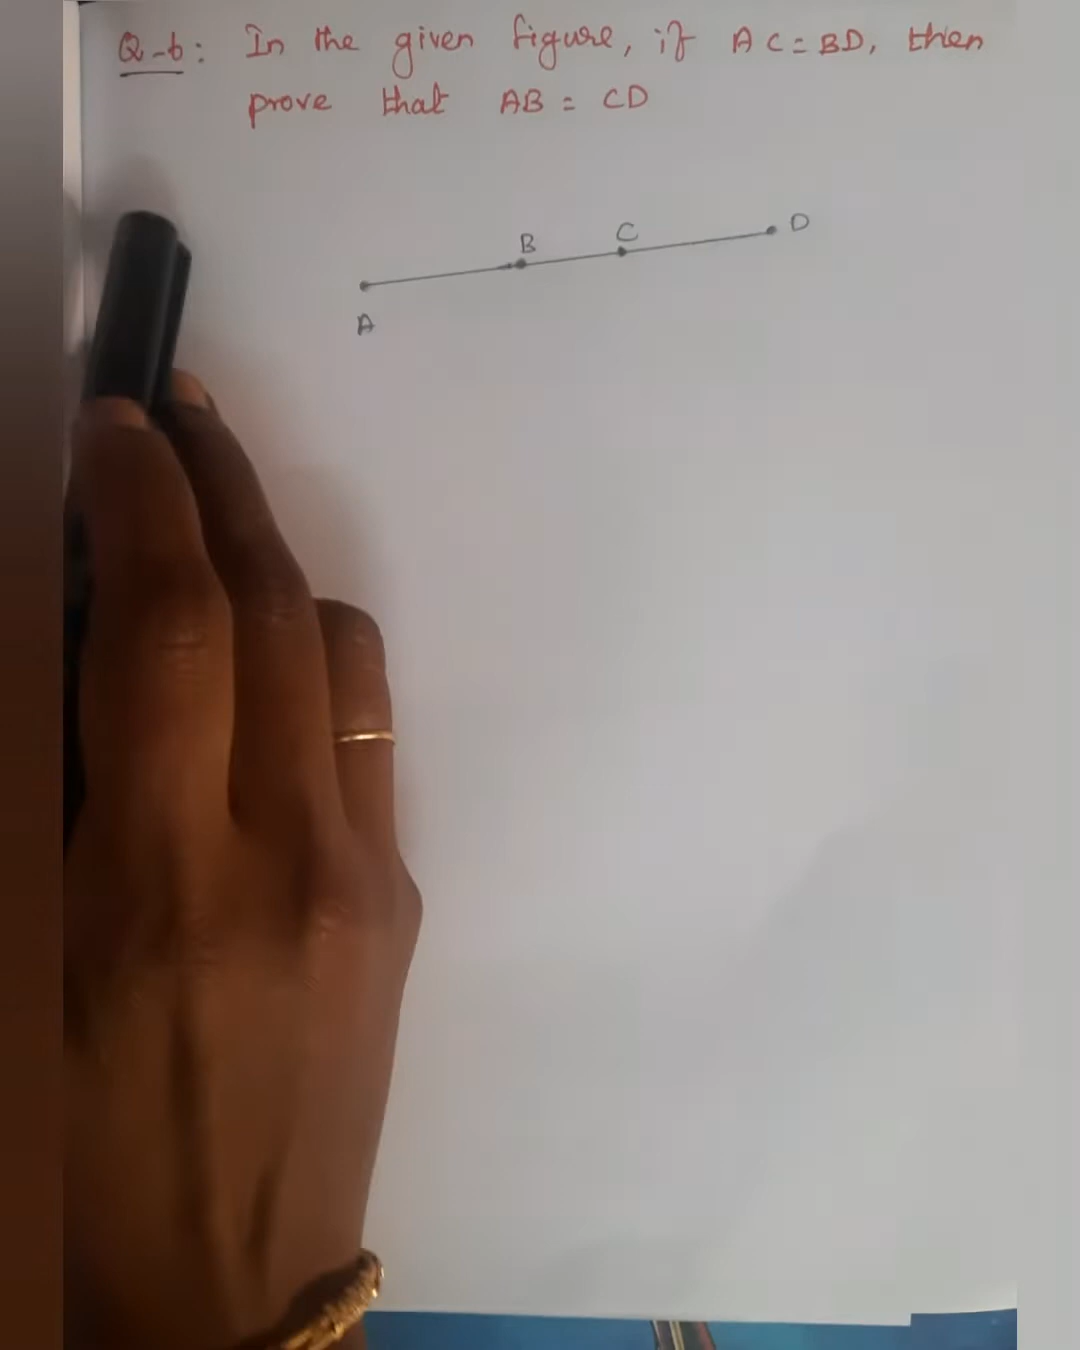 Q-6: In the given figure, if AC = BD, then
prove that AB = CD
B C D
A